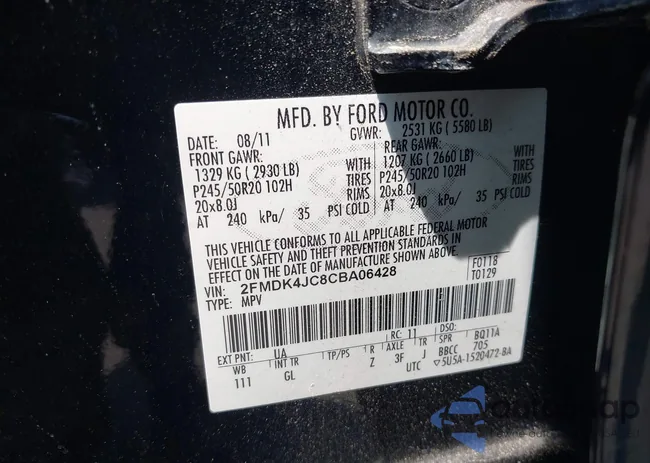 MFD. BY FORD MOTOR CO.
DATE: 08/11 GVWR: 2531 KG ( 5580 LB)
FRONT GAWR: REAR GAWR:
1329 KG ( 2930 LB) WITH 1207 KG ( 2660 LB) WITH
P245/50R20 102H TIRES P245/50R20 102H TIRES
20x8.0J RIMS 20x8.0J RIMS
AT 240 kPa/ 35 PSI COLD AT 240 kPa/ 35 PSI COLD
THIS VEHICLE CONFORMS TO ALL APPLICABLE FEDERAL MOTOR
VEHICLE SAFETY AND THEFT PREVENTION STANDARDS IN
EFFECT ON THE DATE OF MANUFACTURE SHOWN ABOVE.
VIN: 2FMDK4JC8CBA06428 F0118
TYPE: MPV T0129
EXT PNT: UA RC: 11 DSO: BQ11A
WB INT TR TP/PS R AXLE TR SPR 705
111 GL Z 3F J BBCC
UTC 5U5A-1520472-BA